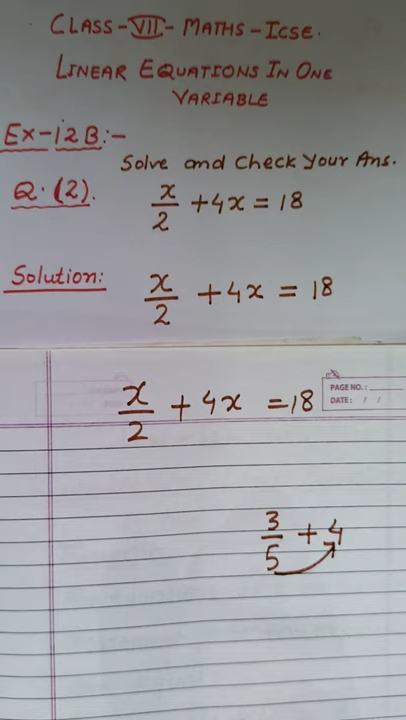 CLASS-VII-MATHS-ICSE.
LINEAR EQUATIONS IN ONE
VARIABLE
Ex-12B:-
Solve and Check Your Ans.
Q.(2). x/2 + 4x = 18
Solution: x/2 + 4x = 18
PAGE NO.:
DATE: / /
x/2 + 4x = 18
3/5 + 4